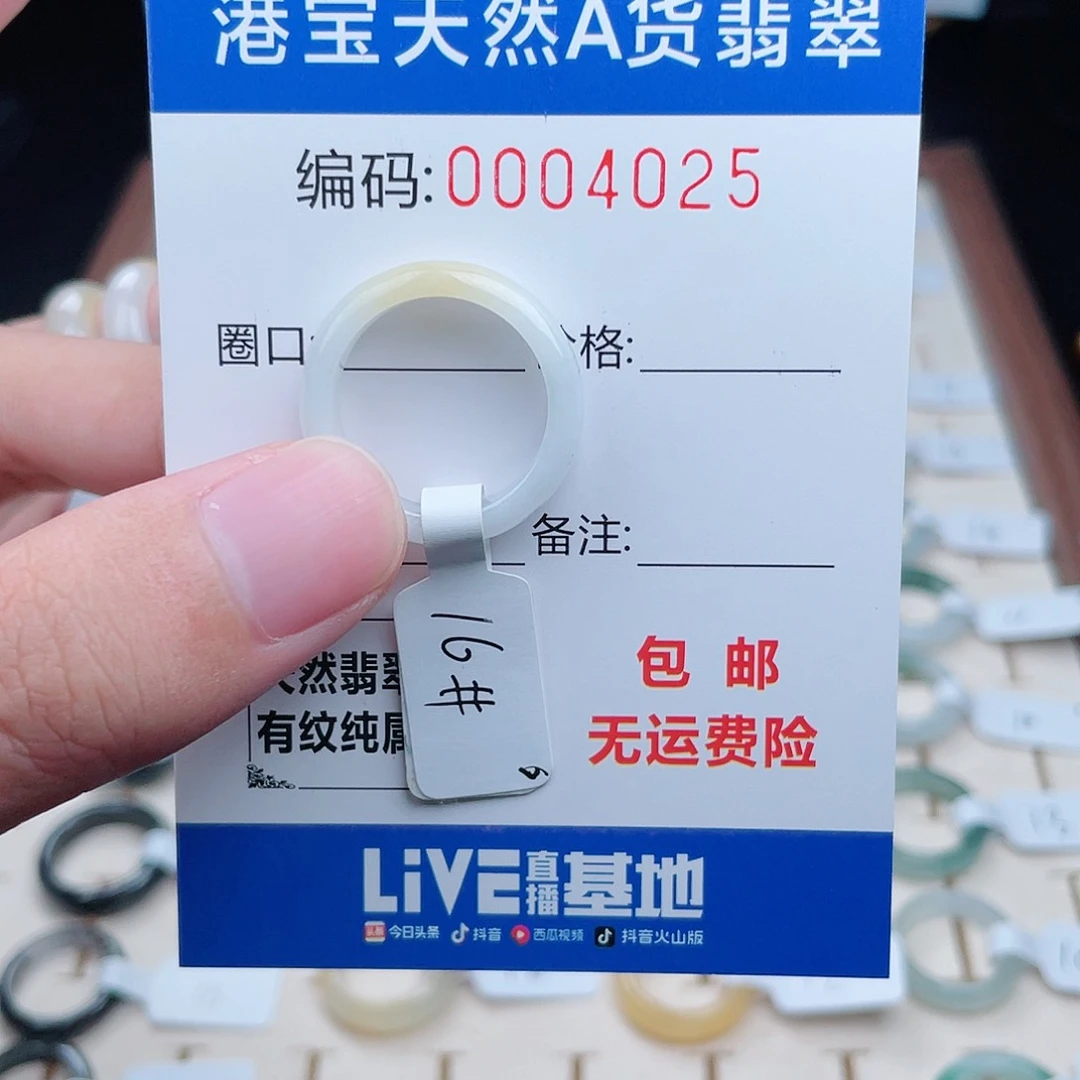 港宝天然A货翡翠
编码:0004025
圈口
格:
备注:
16#
然翡翠
有纹纯属
包邮
无运费险
LiVE直播基地
今日头条 抖音 西瓜视频 抖音火山版